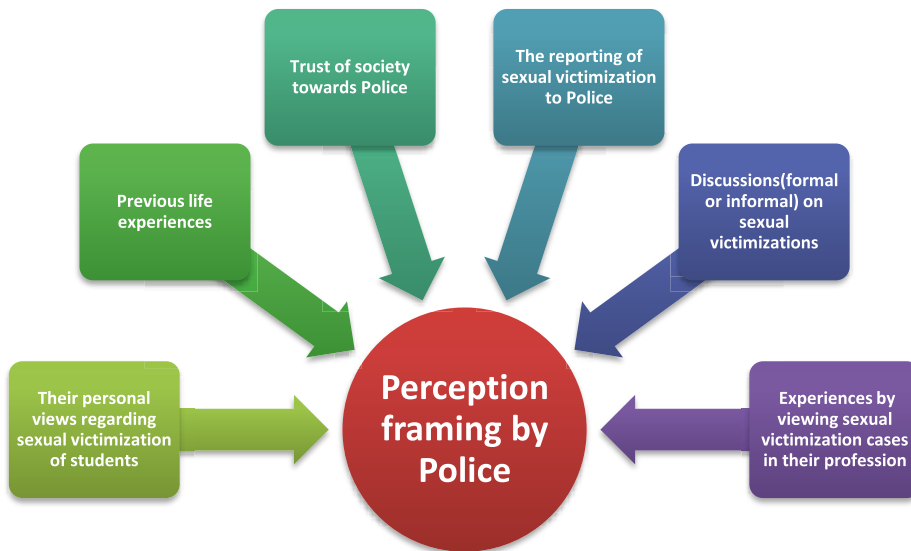 Trust of society
towards Police
The reporting of
sexual victimization
to Police
Previous life
experiences
Discussions(formal
or informal) on
sexual
victimizations
Their personal
views regarding
sexual victimization
of students
Perception
framing by
Police
Experiences by
viewing sexual
victimization cases
in their profession